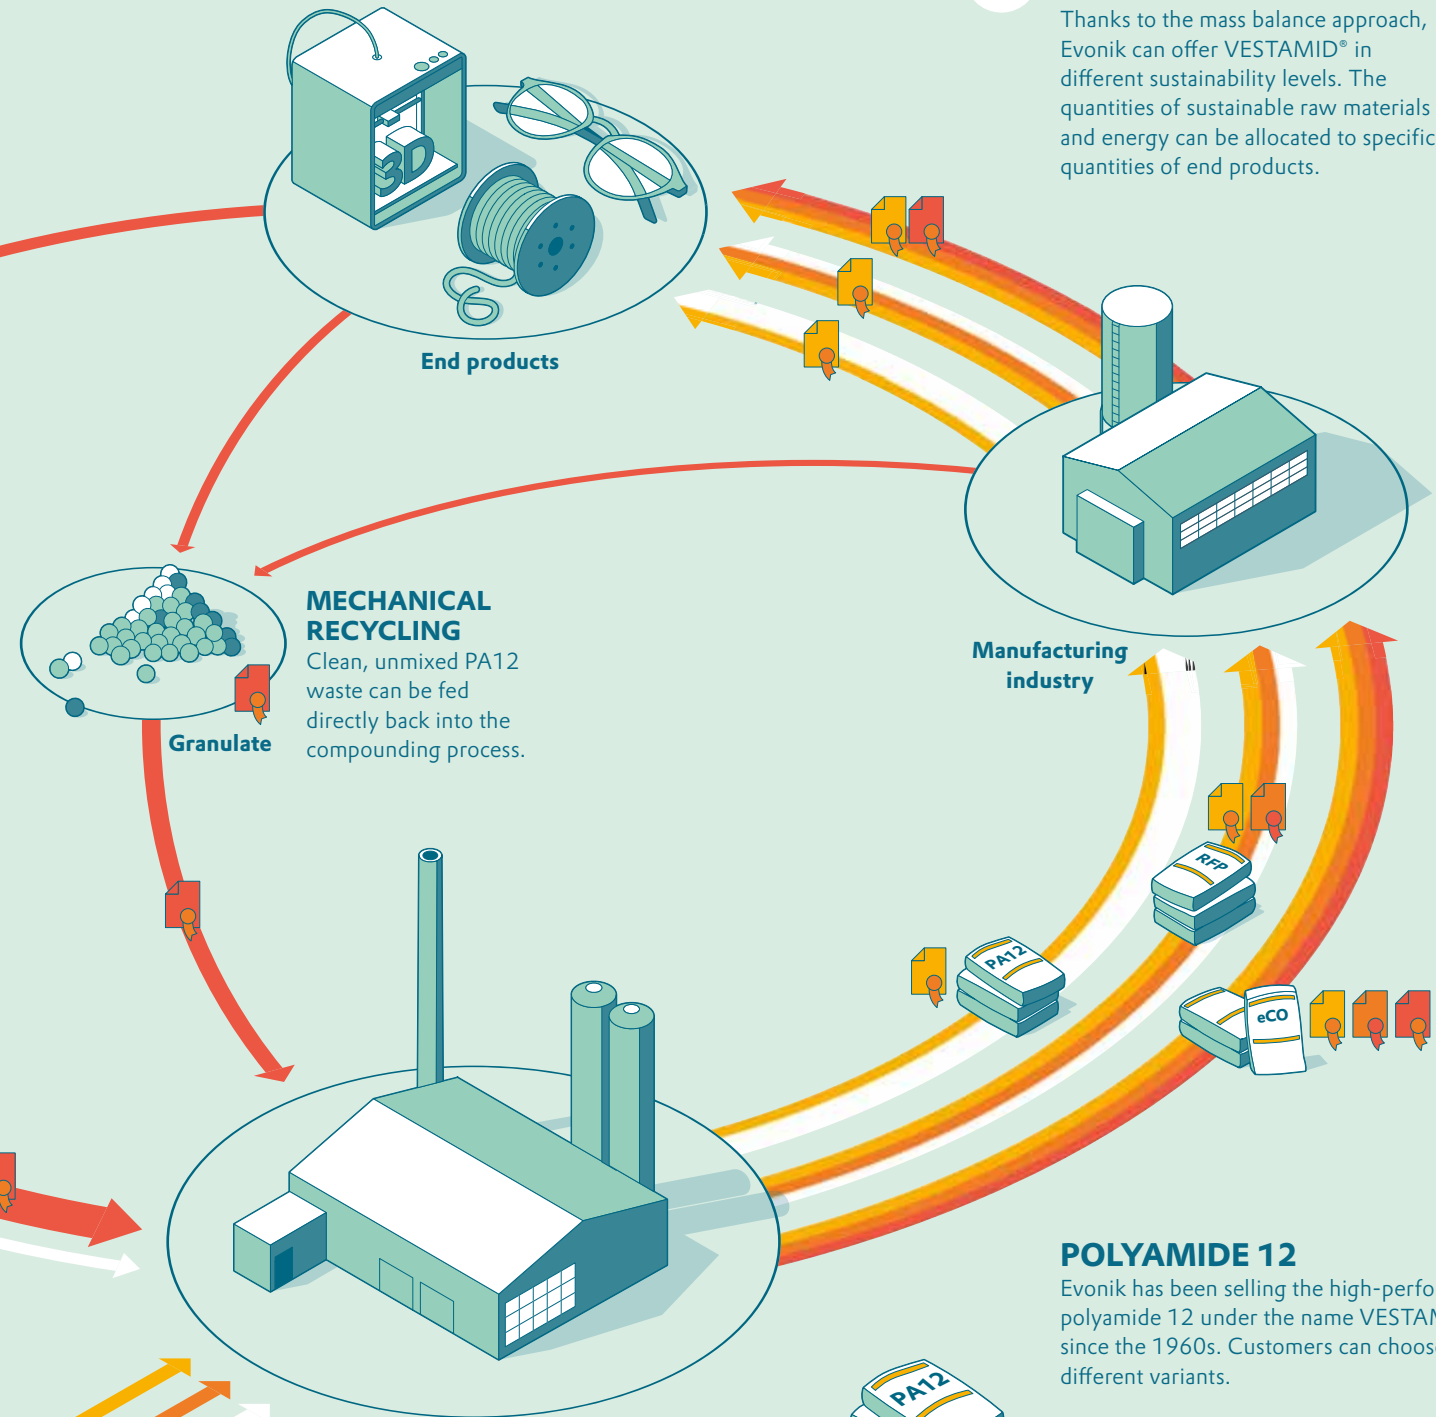 Thanks to the mass balance approach,
Evonik can offer VESTAMID® in
different sustainability levels. The
quantities of sustainable raw materials
and energy can be allocated to specific
quantities of end products.
3D
End products
MECHANICAL
RECYCLING
Clean, unmixed PA12
waste can be fed
directly back into the
compounding process.
Granulate
Manufacturing
industry
RFP
PA12
eCO
POLYAMIDE 12
Evonik has been selling the high-perfo
polyamide 12 under the name VESTAM
since the 1960s. Customers can choose
different variants.
PA12